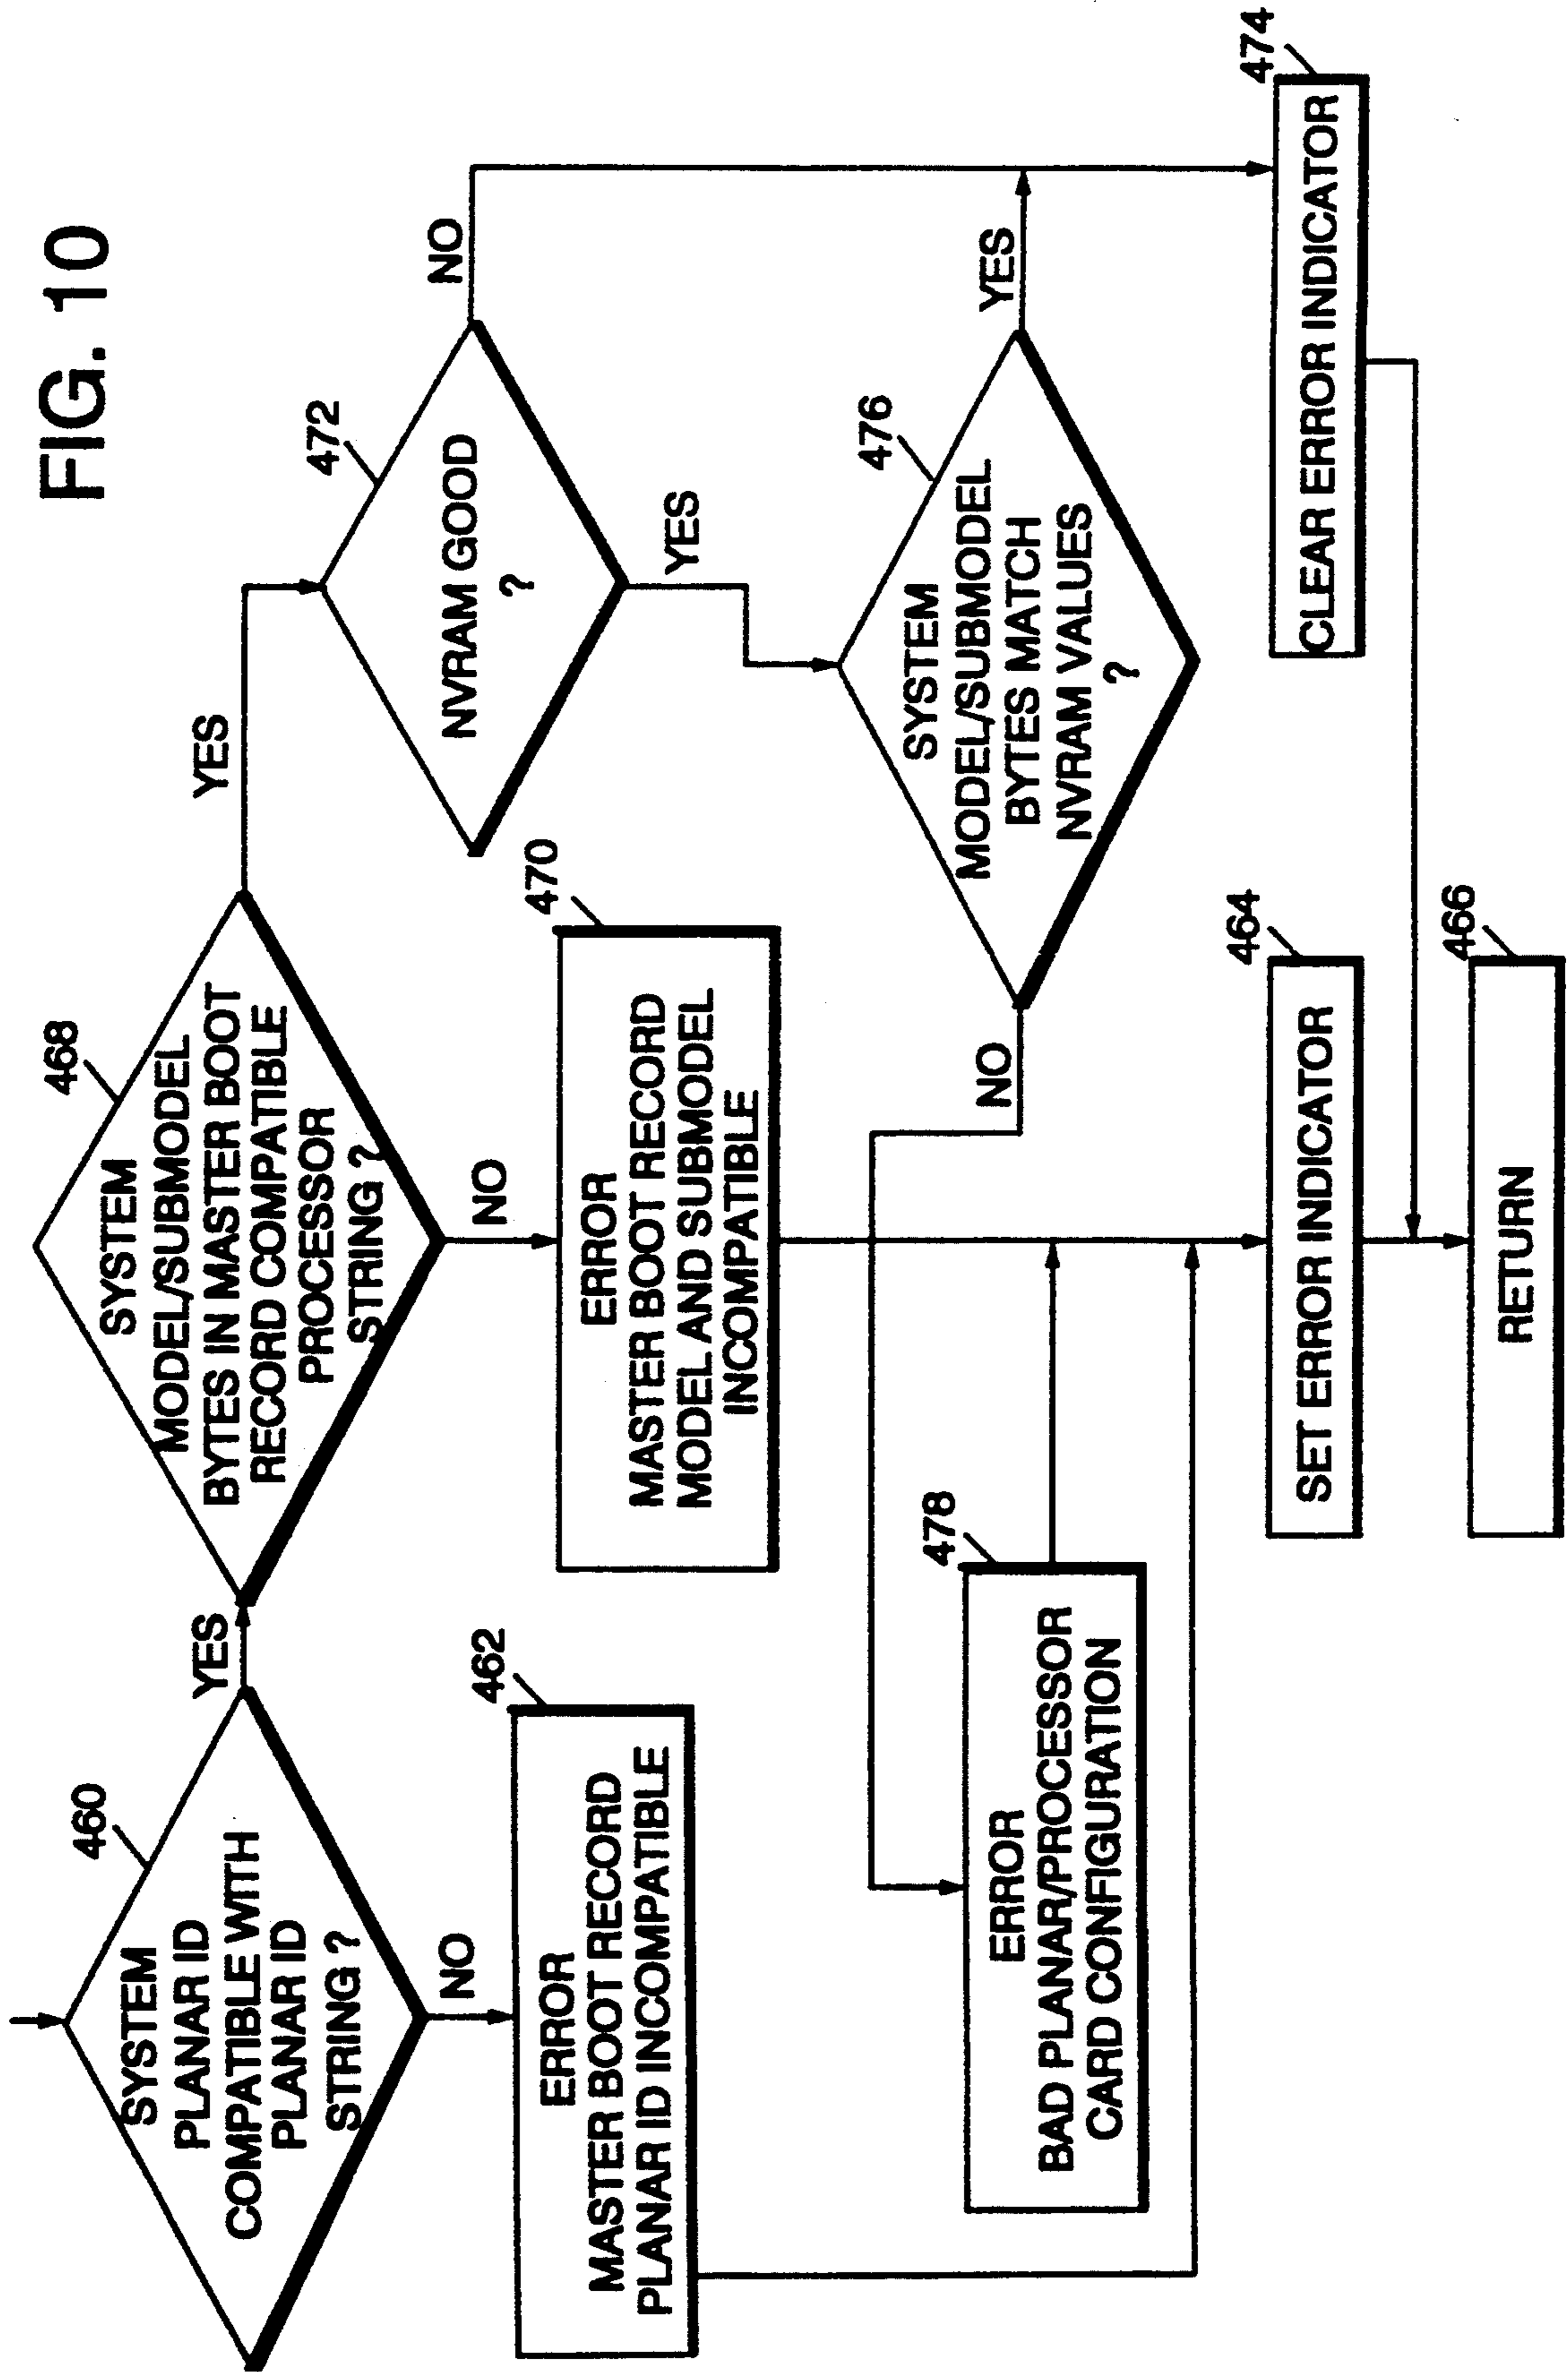 FIG. 10
460
SYSTEM
PLANAR ID
COMPATIBLE WITH
PLANAR ID
STRING ?
YES
NO
468
SYSTEM
MODEL/SUBMODEL
BYTES IN MASTER BOOT
RECORD COMPATIBLE
PROCESSOR
STRING ?
YES
NO
472
NVRAM GOOD
?
NO
YES
462
ERROR
MASTER BOOT RECORD
PLANAR ID INCOMPATIBLE
470
ERROR
MASTER BOOT RECORD
MODEL AND SUBMODEL
INCOMPATIBLE
476
SYSTEM
MODEL/SUBMODEL
BYTES MATCH
NVRAM VALUES
?
NO
YES
478
ERROR
BAD PLANAR/PROCESSOR
CARD CONFIGURATION
464
SET ERROR INDICATOR
474
CLEAR ERROR INDICATOR
466
RETURN